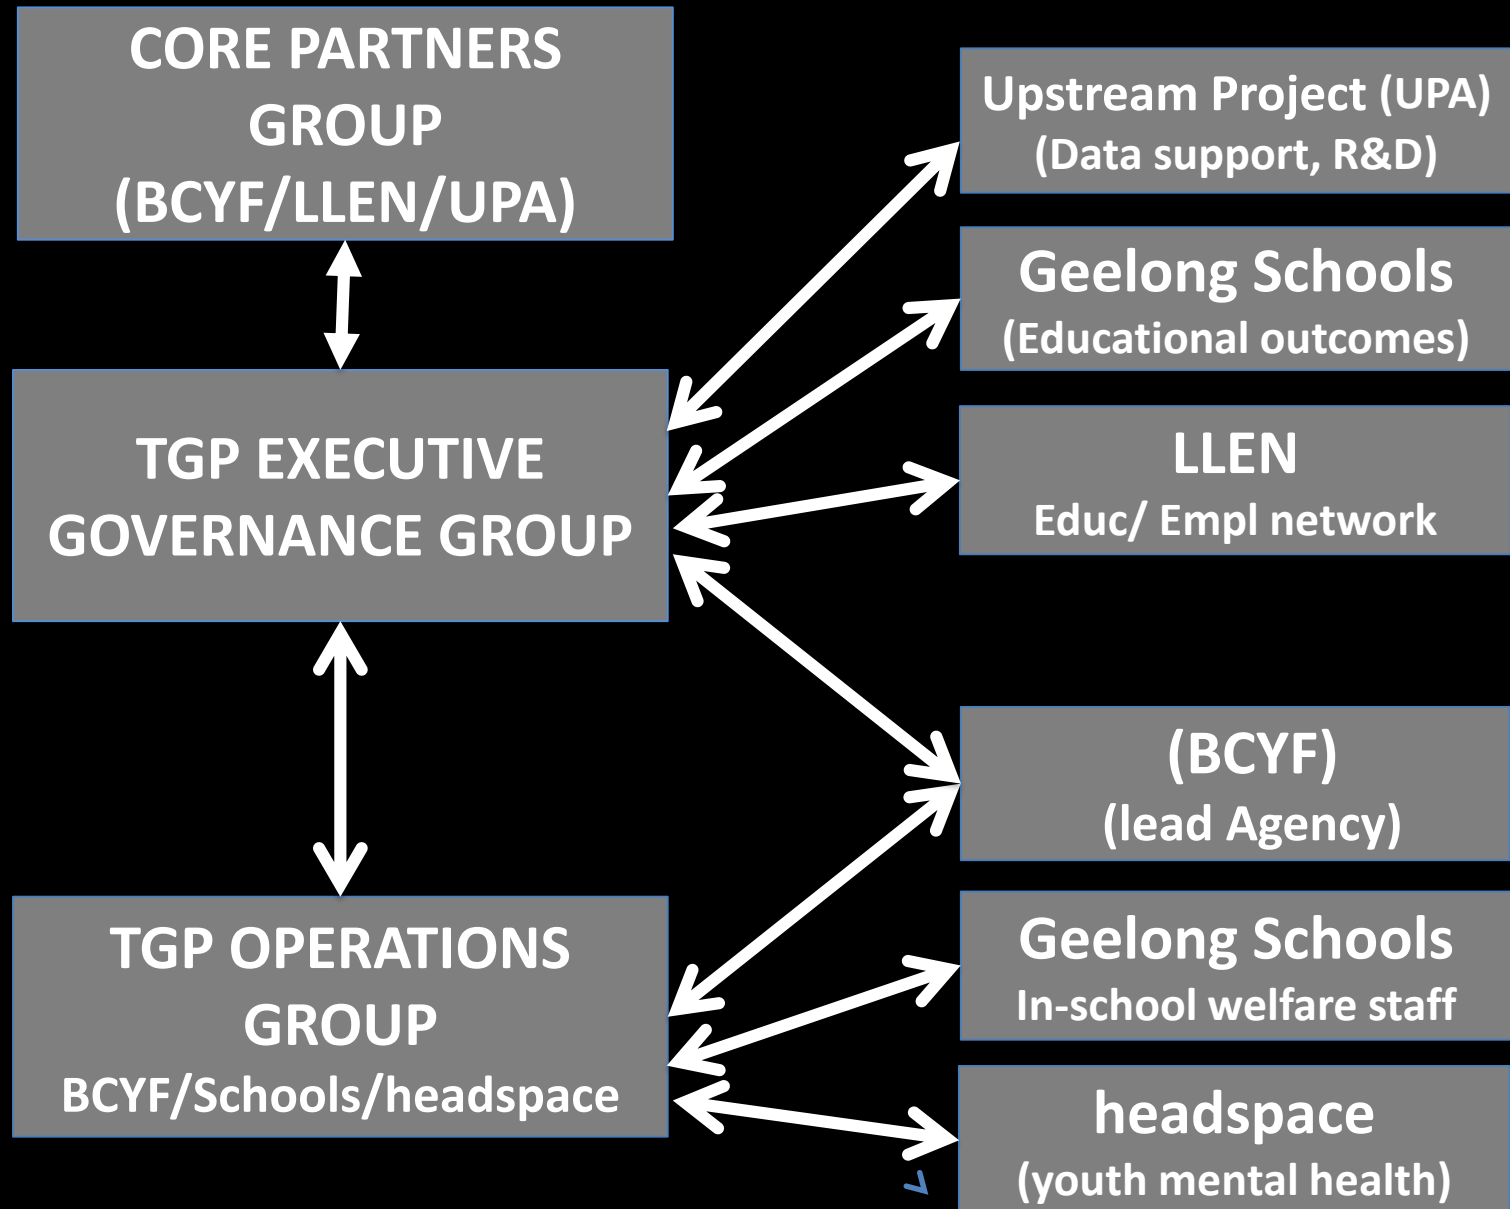 CORE PARTNERS
GROUP
(BCYF/LLEN/UPA)
TGP EXECUTIVE
GOVERNANCE GROUP
TGP OPERATIONS
GROUP
BCYF/Schools/headspace
Upstream Project (UPA)
(Data support, R&D)
Geelong Schools
(Educational outcomes)
LLEN
Educ/ Empl network
(BCYF)
(lead Agency)
Geelong Schools
In-school welfare staff
headspace
(youth mental health)